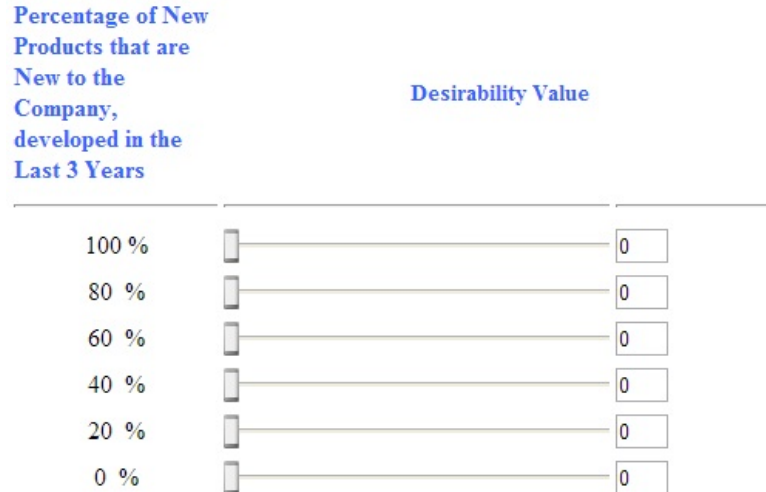 Percentage of New
Products that are
New to the
Company,
developed in the
Last 3 Years
Desirability Value
100 % 0
80 % 0
60 % 0
40 % 0
20 % 0
0 % 0